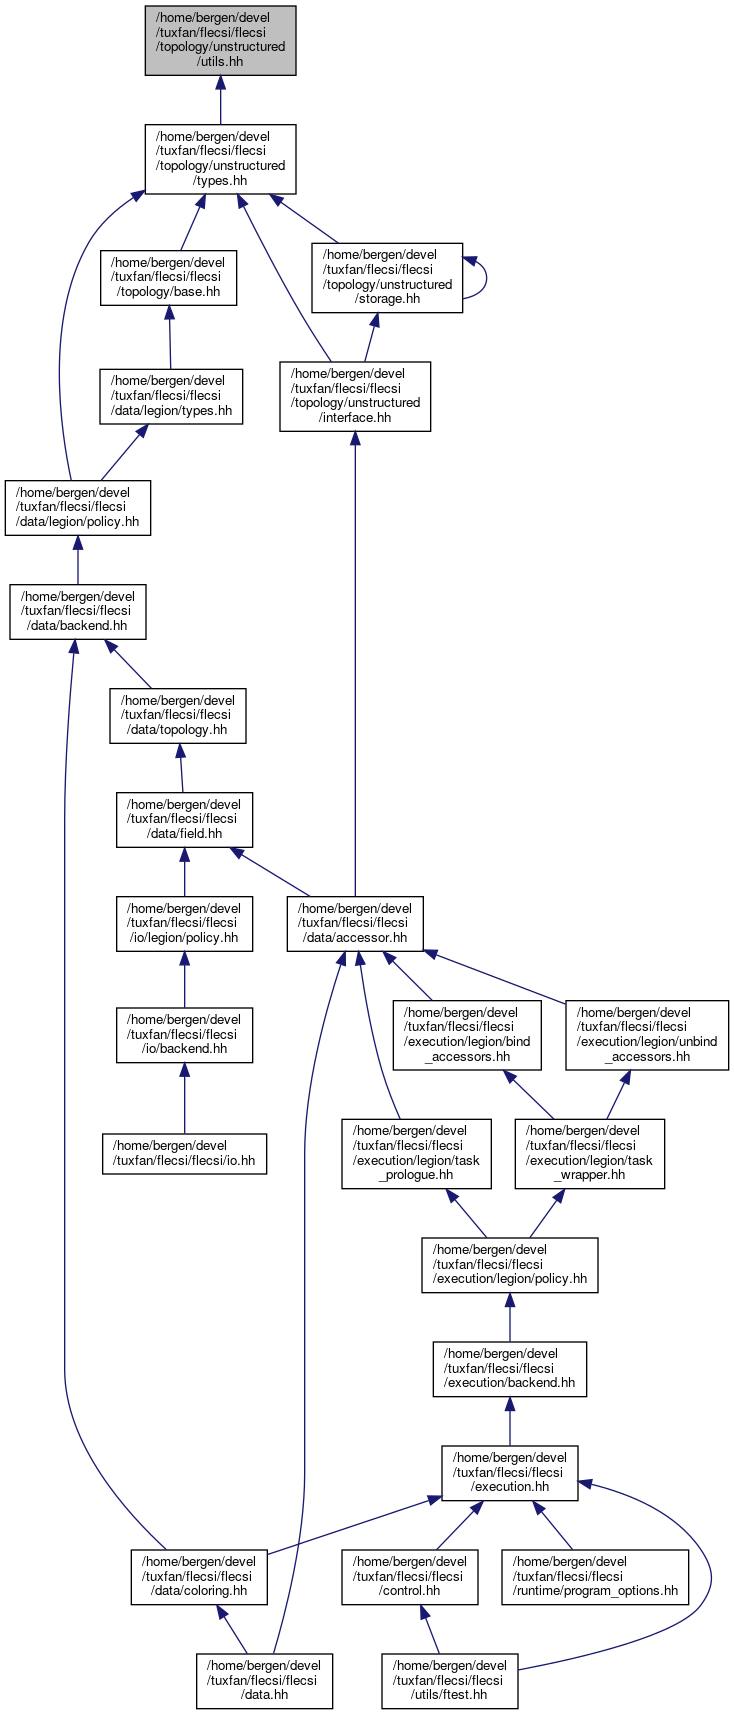 /home/bergen/devel
/tuxfan/flecsi/flecsi
/topology/unstructured
/utils.hh
/home/bergen/devel
/tuxfan/flecsi/flecsi
/topology/unstructured
/types.hh
/home/bergen/devel
/tuxfan/flecsi/flecsi
/topology/base.hh
/home/bergen/devel
/tuxfan/flecsi/flecsi
/topology/unstructured
/storage.hh
/home/bergen/devel
/tuxfan/flecsi/flecsi
/data/legion/types.hh
/home/bergen/devel
/tuxfan/flecsi/flecsi
/topology/unstructured
/interface.hh
/home/bergen/devel
/tuxfan/flecsi/flecsi
/data/legion/policy.hh
/home/bergen/devel
/tuxfan/flecsi/flecsi
/data/backend.hh
/home/bergen/devel
/tuxfan/flecsi/flecsi
/data/topology.hh
/home/bergen/devel
/tuxfan/flecsi/flecsi
/data/field.hh
/home/bergen/devel
/tuxfan/flecsi/flecsi
/io/legion/policy.hh
/home/bergen/devel
/tuxfan/flecsi/flecsi
/data/accessor.hh
/home/bergen/devel
/tuxfan/flecsi/flecsi
/io/backend.hh
/home/bergen/devel
/tuxfan/flecsi/flecsi
/execution/legion/bind
_accessors.hh
/home/bergen/devel
/tuxfan/flecsi/flecsi
/execution/legion/unbind
_accessors.hh
/home/bergen/devel
/tuxfan/flecsi/flecsi/io.hh
/home/bergen/devel
/tuxfan/flecsi/flecsi
/execution/legion/task
_prologue.hh
/home/bergen/devel
/tuxfan/flecsi/flecsi
/execution/legion/task
_wrapper.hh
/home/bergen/devel
/tuxfan/flecsi/flecsi
/execution/legion/policy.hh
/home/bergen/devel
/tuxfan/flecsi/flecsi
/execution/backend.hh
/home/bergen/devel
/tuxfan/flecsi/flecsi
/execution.hh
/home/bergen/devel
/tuxfan/flecsi/flecsi
/data/coloring.hh
/home/bergen/devel
/tuxfan/flecsi/flecsi
/control.hh
/home/bergen/devel
/tuxfan/flecsi/flecsi
/runtime/program_options.hh
/home/bergen/devel
/tuxfan/flecsi/flecsi
/data.hh
/home/bergen/devel
/tuxfan/flecsi/flecsi
/utils/ftest.hh